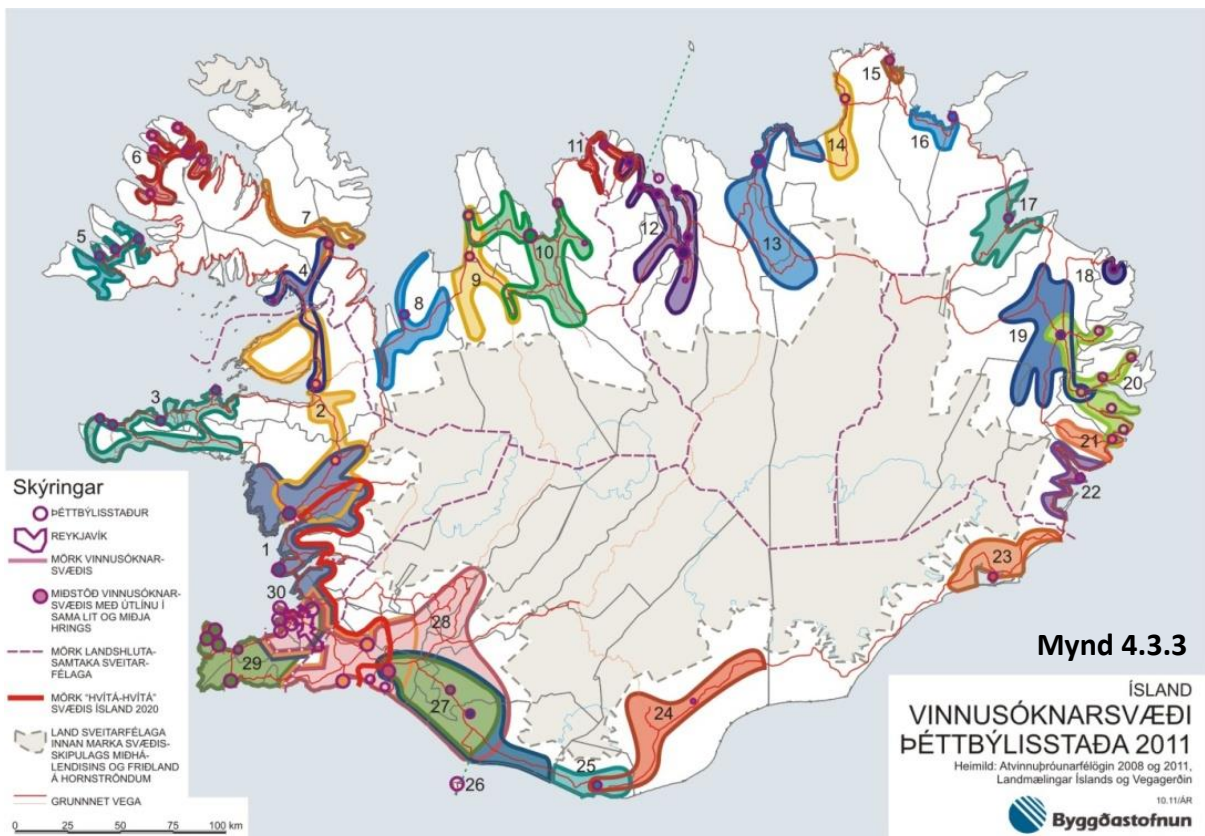 1
2
3
4
5
6
7
8
9
10
11
12
13
14
15
16
17
18
19
20
21
22
23
24
25
26
27
28
29
30
Skýringar
ÞÉTTBÝLISSTAÐUR
REYKJAVÍK
MÖRK VINNUSÓKNAR-
SVÆÐIS
MIÐSTÖÐ VINNUSÓKNAR-
SVÆÐIS MEÐ ÚTLÍNU Í
SAMA LIT OG MIÐJA
HRINGS
MÖRK LANDSHLUTA-
SAMTAKA SVEITAR-
FÉLAGA
MÖRK "HVÍTÁ-HVÍTÁ"
SVÆÐIS ÍSLAND 2020
LAND SVEITARFÉLAGA
INNAN MARKA SVÆÐIS-
SKIPULAGS MIÐHÁ-
LENDISINS OG FRIÐLAND
Á HORNSTRÖNDUM
GRUNNNET VEGA
0 25 50 75 100 km
Mynd 4.3.3
ÍSLAND
VINNUSÓKNARSVÆÐI
ÞÉTTBÝLISSTAÐA 2011
Heimild: Atvinnuþróunarfélögin 2008 og 2011,
Landmælingar Íslands og Vegagerðin
10.11/ÁR
Byggðastofnun